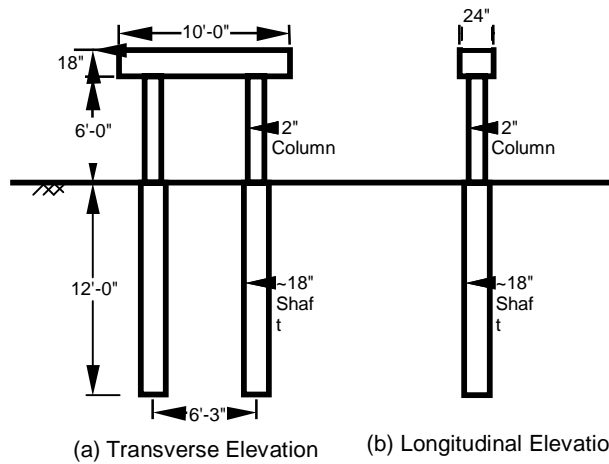 10'-0"
24"
18"
6'-0"
2"
Column
2"
Column
12'-0"
~18"
Shaf
t
~18"
Shaf
t
6'-3"
(a) Transverse Elevation
(b) Longitudinal Elevatio